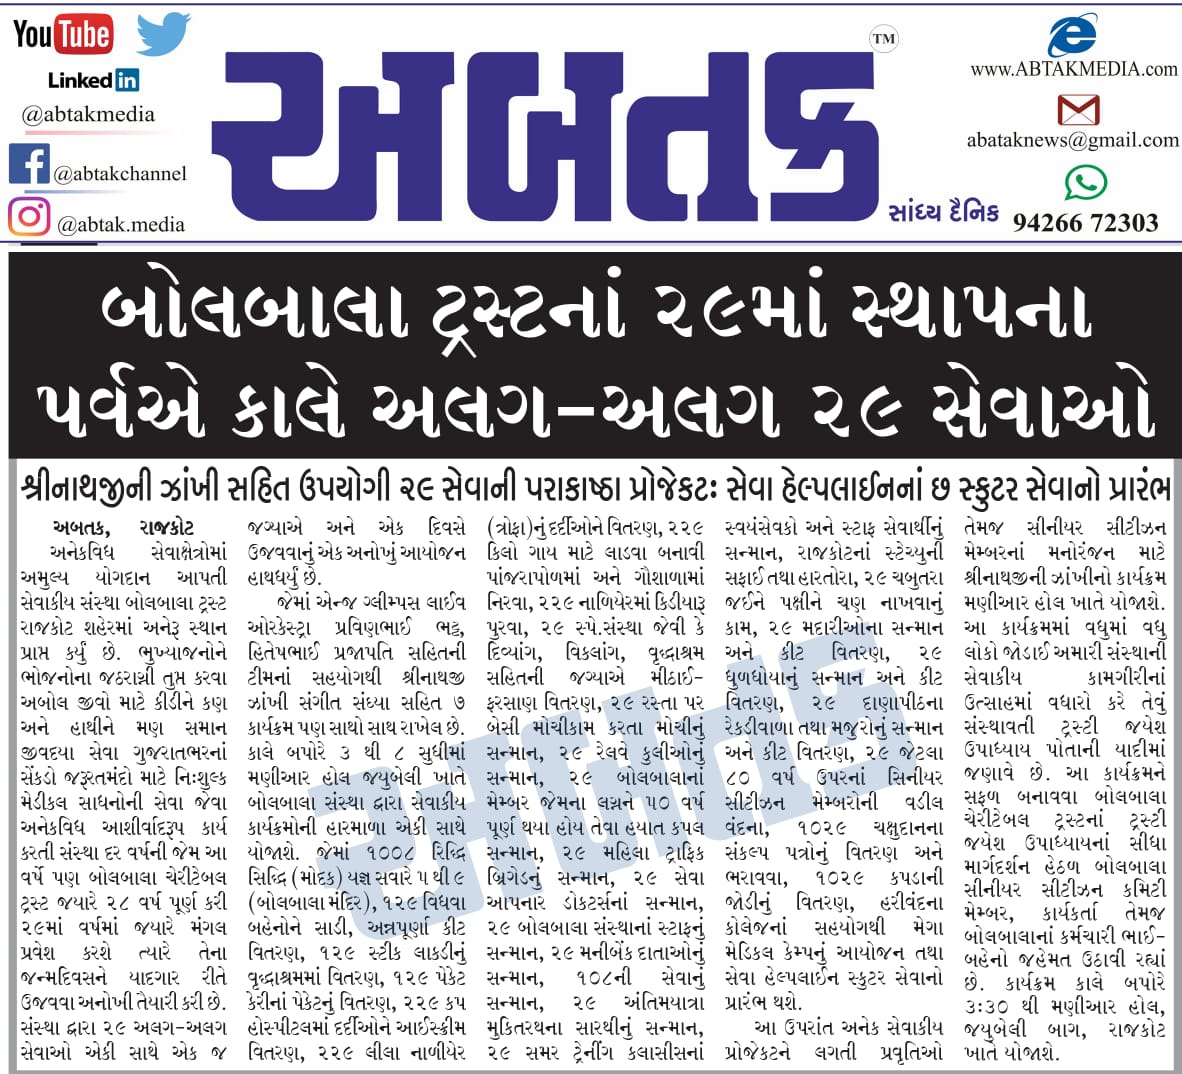 YouTube
Linked in
@abtakmedia
@abtakchannel
@abtak.media
અબતક
TM
સાંધ્ય દૈનિક
www.ABTAKMEDIA.com
abataknews@gmail.com
94266 72303
બોલબાલા ટ્રસ્ટનાં ૨૯માં સ્થાપના
પર્વએ કાલે અલગ-અલગ ૨૯ સેવાઓ
શ્રીનાથજીની ઝાંખી સહિત ઉપયોગી ૨૯ સેવાની પરાકાષ્ઠા પ્રોજેક્ટ: સેવા હેલ્પલાઈનનાં છ સ્કુટર સેવાનો પ્રારંભ
અબતક, રાજકોટ
અનેકવિધ સેવાક્ષેત્રોમાં
અમુલ્ય યોગદાન આપતી
સેવાકીય સંસ્થા બોલબાલા ટ્રસ્ટ
રાજકોટ શહેરમાં અનેરૂ સ્થાન
પ્રાપ્ત કર્યું છે. ભુખ્યાજનોને
ભોજનોના જઠરાગ્ની તૃપ્ત કરવા
અબોલ જીવો માટે કીડીને કણ
અને હાથીને મણ સમાન
જીવદયા સેવા ગુજરાતભરનાં
સેંકડો જરૂરતમંદો માટે નિઃશુલ્ક
મેડીકલ સાધનોની સેવા જેવા
અનેકવિધ આશીર્વાદરૂપ કાર્ય
કરતી સંસ્થા દર વર્ષની જેમ આ
વર્ષે પણ બોલબાલા ચેરીટેબલ
ટ્રસ્ટ જયારે ૨૮ વર્ષ પૂર્ણ કરી
૨૯માં વર્ષમાં જયારે મંગલ
પ્રવેશ કરશે ત્યારે તેના
જન્મદિવસને યાદગાર રીતે
ઉજવવા અનોખી તૈયારી કરી છે.
સંસ્થા દ્વારા ૨૯ અલગ-અલગ
સેવાઓ એકી સાથે એક જ
જગ્યાએ અને એક દિવસે
ઉજવવાનું એક અનોખું આયોજન
હાથધર્યું છે.
જેમાં એન્જ ગ્લીમ્પસ લાઈવ
ઓરકેસ્ટ્રા પ્રવિણભાઈ ભટ્ટ,
હિતેષભાઈ પ્રજાપતિ સહિતની
ટીમનાં સહયોગથી શ્રીનાથજી
ઝાંખી સંગીત સંધ્યા સહિત ૭
કાર્યક્રમ પણ સાથો સાથ રાખેલ છે.
કાલે બપોરે ૩ થી ૮ સુધીમાં
મણીઆર હોલ જયુબેલી ખાતે
બોલબાલા સંસ્થા દ્વારા સેવાકીય
કાર્યક્રમોની હારમાળા એકી સાથે
યોજાશે. જેમાં ૧૦૦૮ રિદ્ધિ
સિદ્ધિ (મોદક) યજ્ઞ સવારે ૫ થી ૯
(બોલબાલા મંદિર), ૧૨૯ વિધવા
બહેનોને સાડી, અન્નપૂર્ણા કીટ
વિતરણ, ૧૨૯ સ્ટીક લાકડીનું
વૃદ્ધાશ્રમમાં વિતરણ, ૧૨૯ પેકેટ
કેરીનાં પેકેટનું વિતરણ, ૨૨૯ કપ
હોસ્પીટલમાં દર્દીઓને આઈસ્ક્રીમ
વિતરણ, ૨૨૯ લીલા નાળીયેર
(ત્રોફા)નું દર્દીઓને વિતરણ, ૨૨૯
કિલો ગાય માટે લાડવા બનાવી
પાંજરાપોળમાં અને ગૌશાળામાં
નિરવા, ૨૨૯ નાળિયેરમાં કિડીયારૂ
પુરવા, ૨૯ સ્પે.સંસ્થા જેવી કે
દિવ્યાંગ, વિકલાંગ, વૃદ્ધાશ્રમ
સહિતની જગ્યાએ મીઠાઈ-
ફરસાણ વિતરણ, ૨૯ રસ્તા પર
બેસી મોચીકામ કરતા મોચીનું
સન્માન, ૨૯ રેલવે કુલીઓનું
સન્માન, ૨૯ બોલબાલાનાં
મેમ્બર જેમના લગ્નને ૫૦ વર્ષ
પૂર્ણ થયા હોય તેવા હયાત કપલ
સન્માન, ૨૯ મહિલા ટ્રાફિક
બ્રિગેડનું સન્માન, ૨૯ સેવા
આપનાર ડોકટર્સનાં સન્માન,
૨૯ બોલબાલા સંસ્થાનાં સ્ટાફનું
સન્માન, ૨૯ મનીબેંક દાતાઓનું
સન્માન, ૧૦૮ની સેવાનું
સન્માન, ૨૯ અંતિમયાત્રા
મુકિતરથના સારથીનું સન્માન,
૨૯ સમર ટ્રેનીંગ કલાસીસનાં
સ્વયંસેવકો અને સ્ટાફ સેવાર્થીનું
સન્માન, રાજકોટનાં સ્ટેચ્યુની
સફાઈ તથા હારતોરા, ૨૯ ચબુતરા
જઈને પક્ષીને ચણ નાખવાનું
કામ, ૨૯ મદારીઓના સન્માન
અને કીટ વિતરણ, ૨૯
ધુળધોયાનું સન્માન અને કીટ
વિતરણ, ૨૯ દાણાપીઠના
રેકડીવાળા તથા મજુરોનું સન્માન
અને કીટ વિતરણ, ૨૯ જેટલા
૮૦ વર્ષ ઉપરનાં સિનીયર
સીટીઝન મેમ્બરોની વડીલ
વંદના, ૧૦૨૯ ચક્ષુદાનના
સંકલ્પ પત્રોનું વિતરણ અને
ભરાવવા, ૧૦૨૯ કપડાની
જોડીનું વિતરણ, હરીવંદના
કોલેજનાં સહયોગથી મેગા
મેડિકલ કેમ્પનું આયોજન તથા
સેવા હેલ્પલાઈન સ્કુટર સેવાનો
પ્રારંભ થશે.
આ ઉપરાંત અનેક સેવાકીય
પ્રોજેકટને લગતી પ્રવૃતિઓ
તેમજ સીનીયર સીટીઝન
મેમ્બરનાં મનોરંજન માટે
શ્રીનાથજીની ઝાંખીનો કાર્યક્રમ
મણીઆર હોલ ખાતે યોજાશે.
આ કાર્યક્રમમાં વધુમાં વધુ
લોકો જોડાઈ અમારી સંસ્થાની
સેવાકીય કામગીરીનાં
ઉત્સાહમાં વધારો કરે તેવું
સંસ્થાવતી ટ્રસ્ટી જયેશ
ઉપાધ્યાય પોતાની યાદીમાં
જણાવે છે. આ કાર્યક્રમને
સફળ બનાવવા બોલબાલા
ચેરીટેબલ ટ્રસ્ટનાં ટ્રસ્ટી
જયેશ ઉપાધ્યાયનાં સીધા
માર્ગદર્શન હેઠળ બોલબાલા
સીનીયર સીટીઝન કમિટી
મેમ્બર, કાર્યકર્તા તેમજ
બોલબાલાનાં કર્મચારી ભાઈ-
બહેનો જહેમત ઉઠાવી રહ્યાં
છે. કાર્યક્રમ કાલે બપોરે
૩:૩૦ થી મણીઆર હોલ,
જયુબેલી બાગ, રાજકોટ
ખાતે યોજાશે.
અબતક